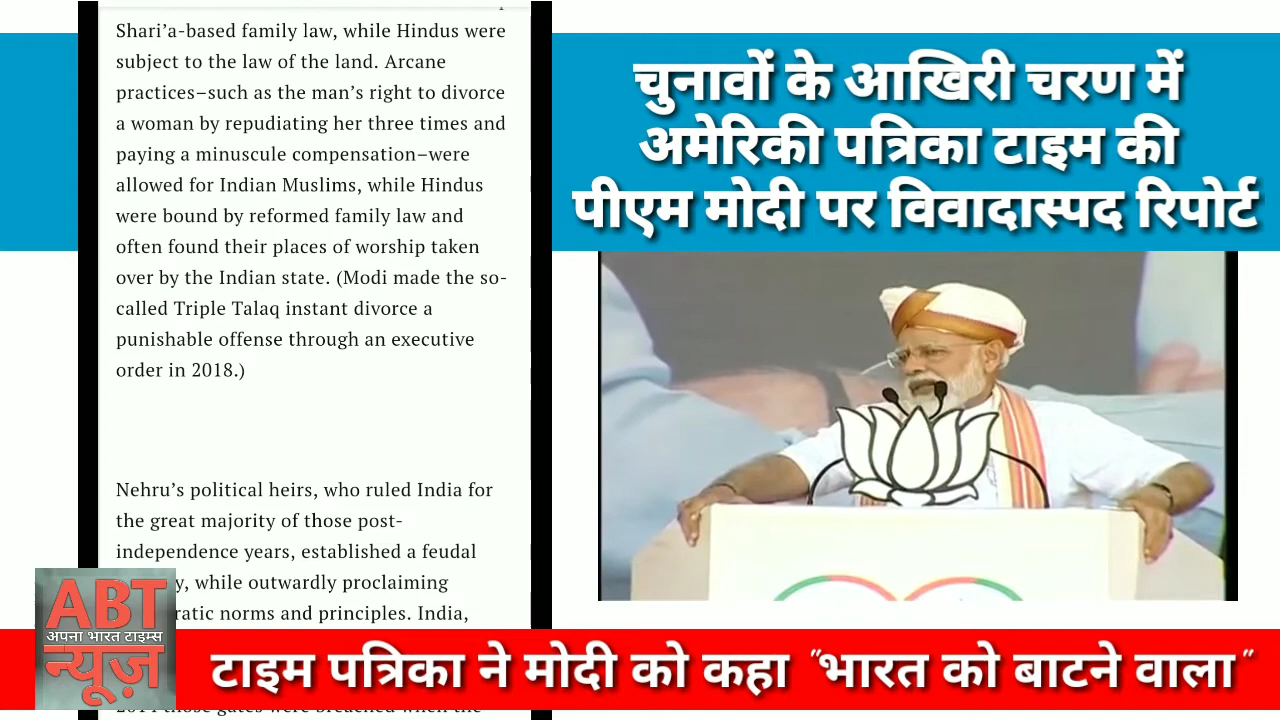 Shari’a-based family law, while Hindus were
subject to the law of the land. Arcane
practices–such as the man’s right to divorce
a woman by repudiating her three times and
paying a minuscule compensation–were
allowed for Indian Muslims, while Hindus
were bound by reformed family law and
often found their places of worship taken
over by the Indian state. (Modi made the so-
called Triple Talaq instant divorce a
punishable offense through an executive
order in 2018.)
Nehru’s political heirs, who ruled India for
the great majority of those post-
independence years, established a feudal
while outwardly proclaiming
norms and principles. India,
चुनावों के आखिरी चरण में
अमेरिकी पत्रिका टाइम की
पीएम मोदी पर विवादास्पद रिपोर्ट
ABT
अपना भारत टाइम्स
न्यूज़
टाइम पत्रिका ने मोदी को कहा "भारत को बाटने वाला"